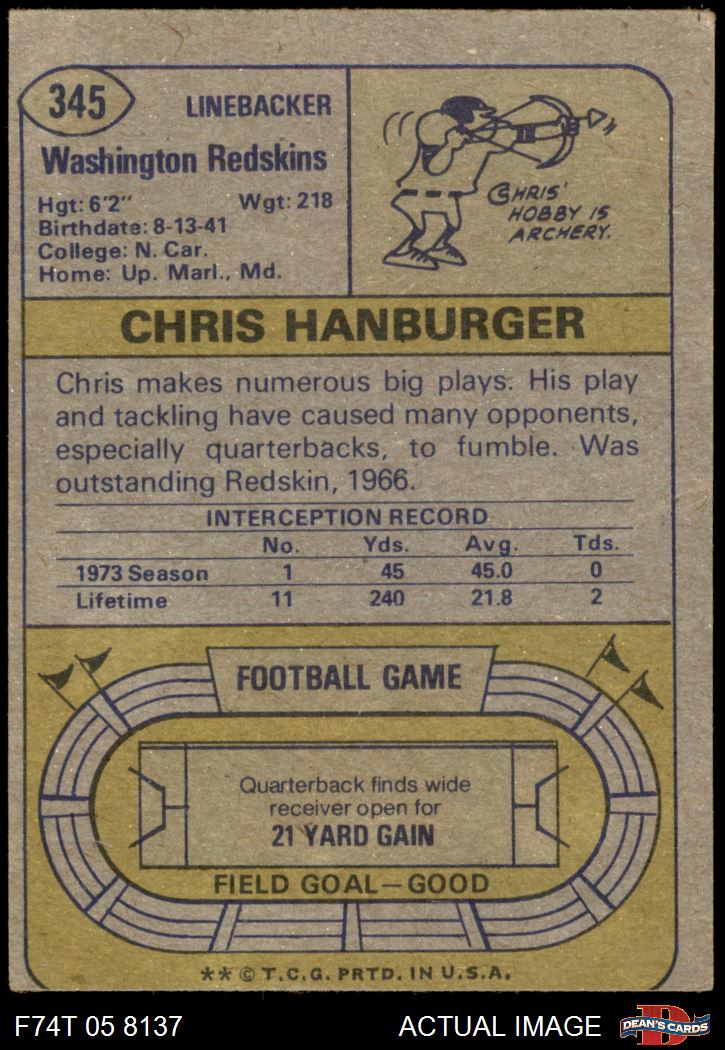 345
LINEBACKER
Washington Redskins
Hgt: 6'2" Wgt: 218
Birthdate: 8-13-41
College: N. Car.
Home: Up. Marl., Md.
CHRIS'
HOBBY IS
ARCHERY.
CHRIS HANBURGER
Chris makes numerous big plays. His play
and tackling have caused many opponents,
especially quarterbacks, to fumble. Was
outstanding Redskin, 1966.
INTERCEPTION RECORD
No. Yds. Avg. Tds.
1973 Season 1 45 45.0 0
Lifetime 11 240 21.8 2
FOOTBALL GAME
Quarterback finds wide
receiver open for
21 YARD GAIN
FIELD GOAL—GOOD
** © T.C.G. PRTD. IN U.S.A.
F74T 05 8137 ACTUAL IMAGE
D
DEAN'S CARDS